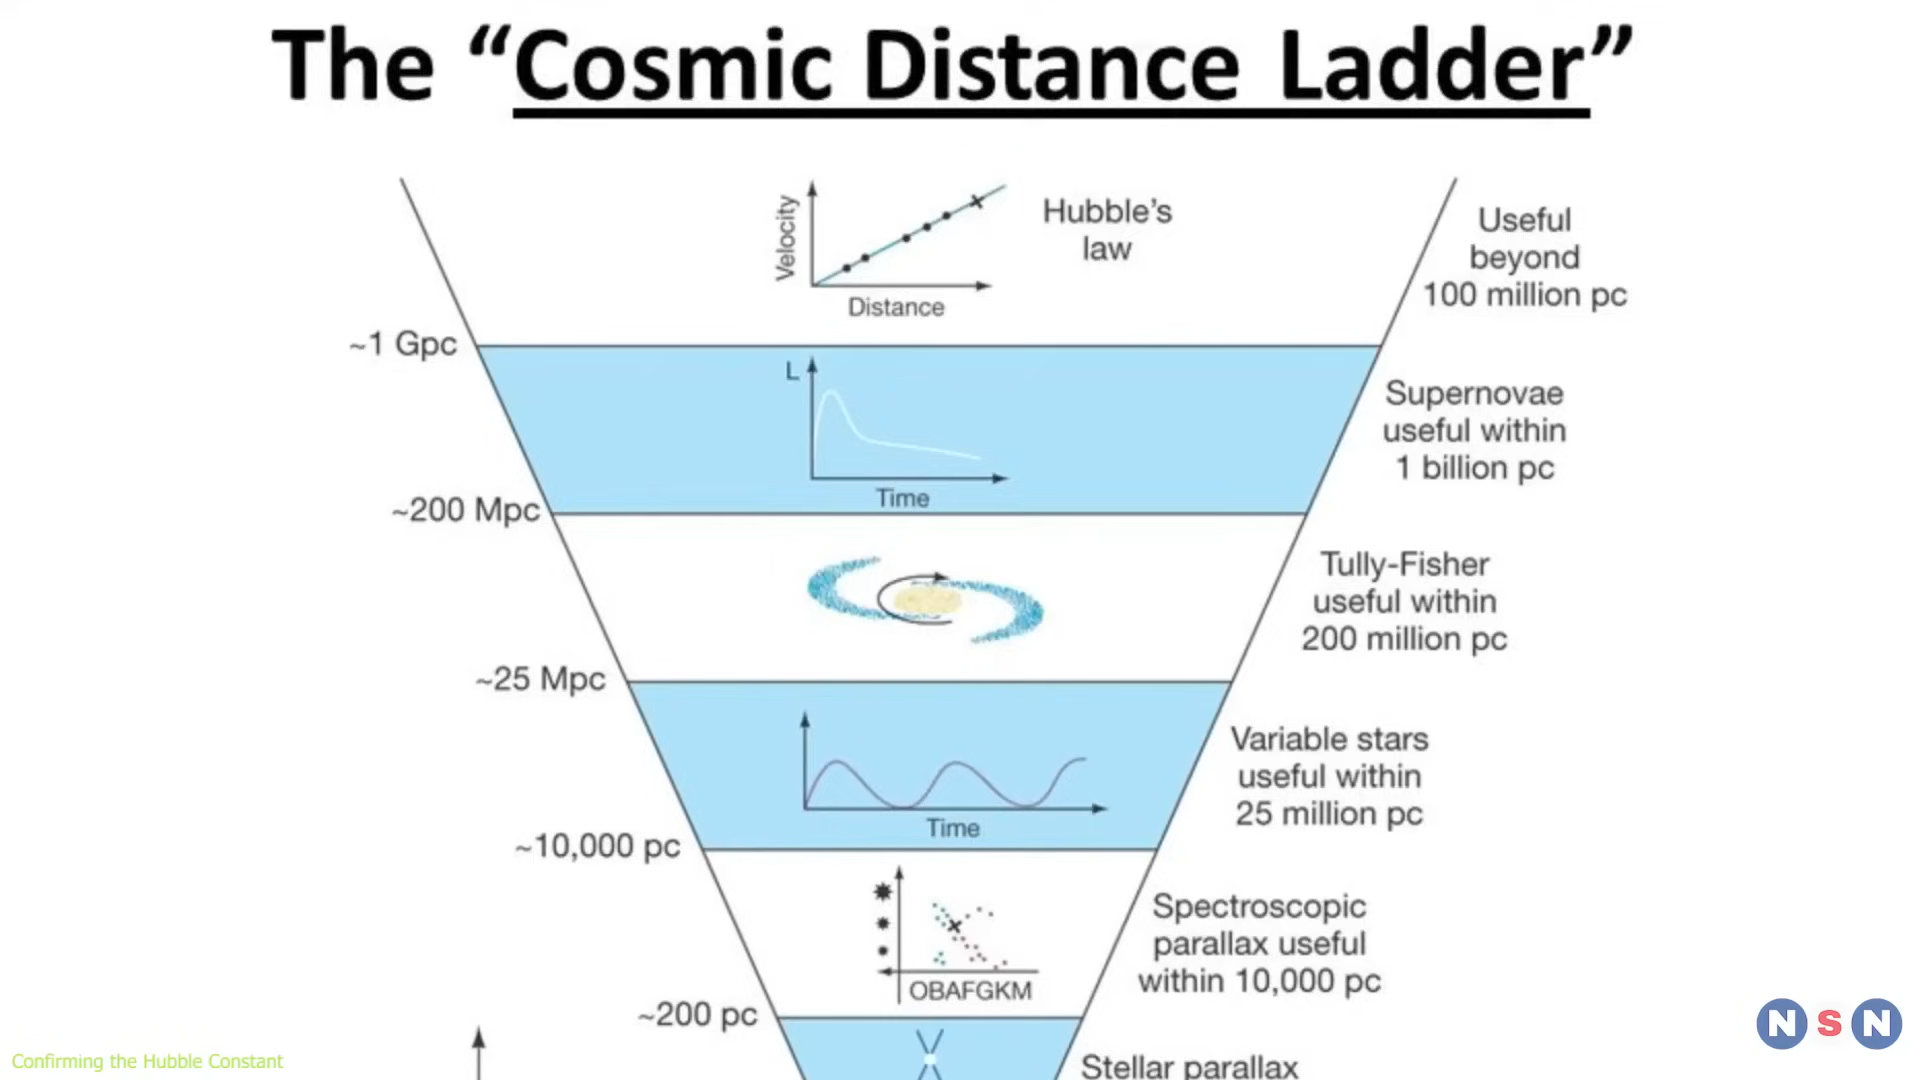 The “Cosmic Distance Ladder”
Velocity
Distance
Hubble’s
law
Useful
beyond
100 million pc
~1 Gpc
L
Time
Supernovae
useful within
1 billion pc
~200 Mpc
Tully-Fisher
useful within
200 million pc
~25 Mpc
Time
Variable stars
useful within
25 million pc
~10,000 pc
OBAFGKM
Spectroscopic
parallax useful
within 10,000 pc
~200 pc
Stellar parallax
Confirming the Hubble Constant
NSN